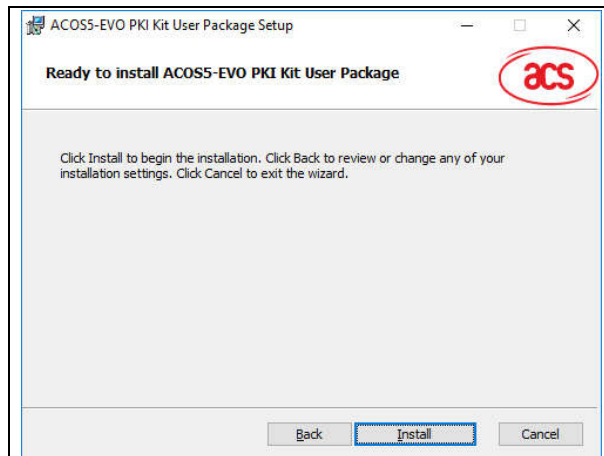 ACOS5-EVO PKI Kit User Package Setup
Ready to install ACOS5-EVO PKI Kit User Package
acs
Click Install to begin the installation. Click Back to review or change any of your
installation settings. Click Cancel to exit the wizard.
Back Install Cancel